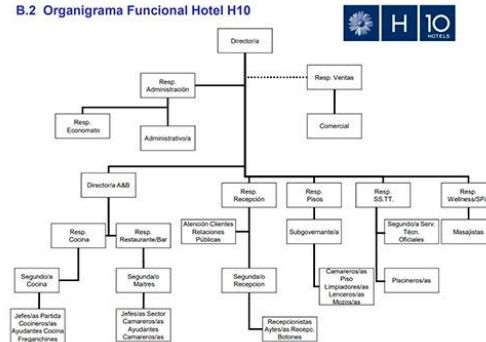 B.2 Organigrama Funcional Hotel H10
H 10
HOTELS
Director/a
Resp.
Administración
Resp. Ventas
Resp.
Economato
Administrativo/a
Comercial
Director/a A&B
Resp.
Recepción
Resp.
Pisos
Resp.
SS.TT.
Resp.
Wellness/SP/
Resp.
Cocina
Resp.
Restaurante/Bar
Atención Clientes
Relaciones
Públicas
Subgovernante/a
Segundo/a Serv.
Técn.
Oficiales
Masajistas
Segundo/a
Cocina
Segundo/o
Maitres
Segunda/o
Recepcion
Camareros/as
Piso
Limpiadores/as
Lenceros/as
Mozos/as
Piscineros/as
Jefes/as Partida
Cocineros/as
Ayudantes Cocina
Freganchines
Jefes/as Sector
Camareros/as
Ayudantes
Camareros/as
Recepcionistas
Aytes/as Recepc.
Botones